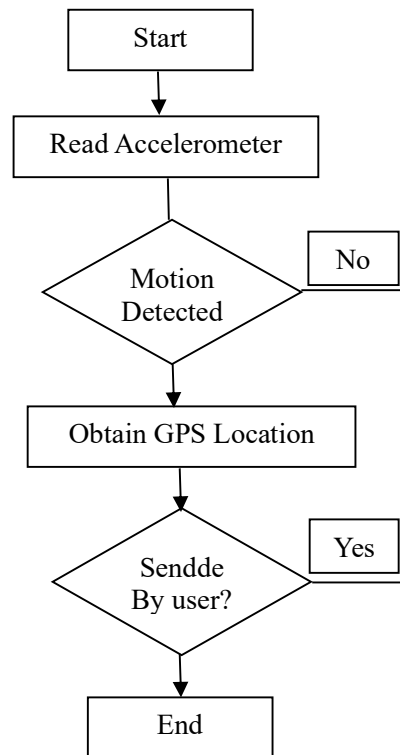 Start
Read Accelerometer
Motion
Detected
No
Obtain GPS Location
Sendde
By user?
Yes
End